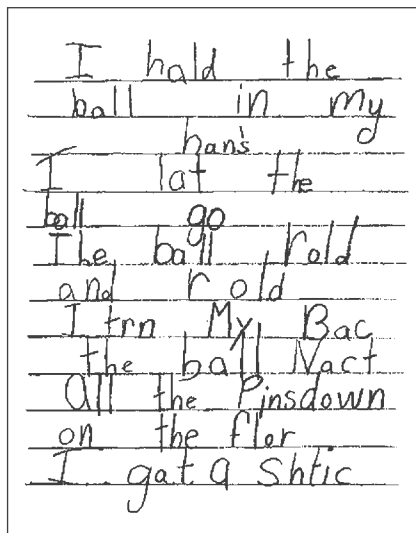 I hald the
ball in my
han's
I lat the
ball go
The ball rold
and rold
I trn My Bac
the ball Nact
All the Pinsdown
on the flor
I gat a Shtic